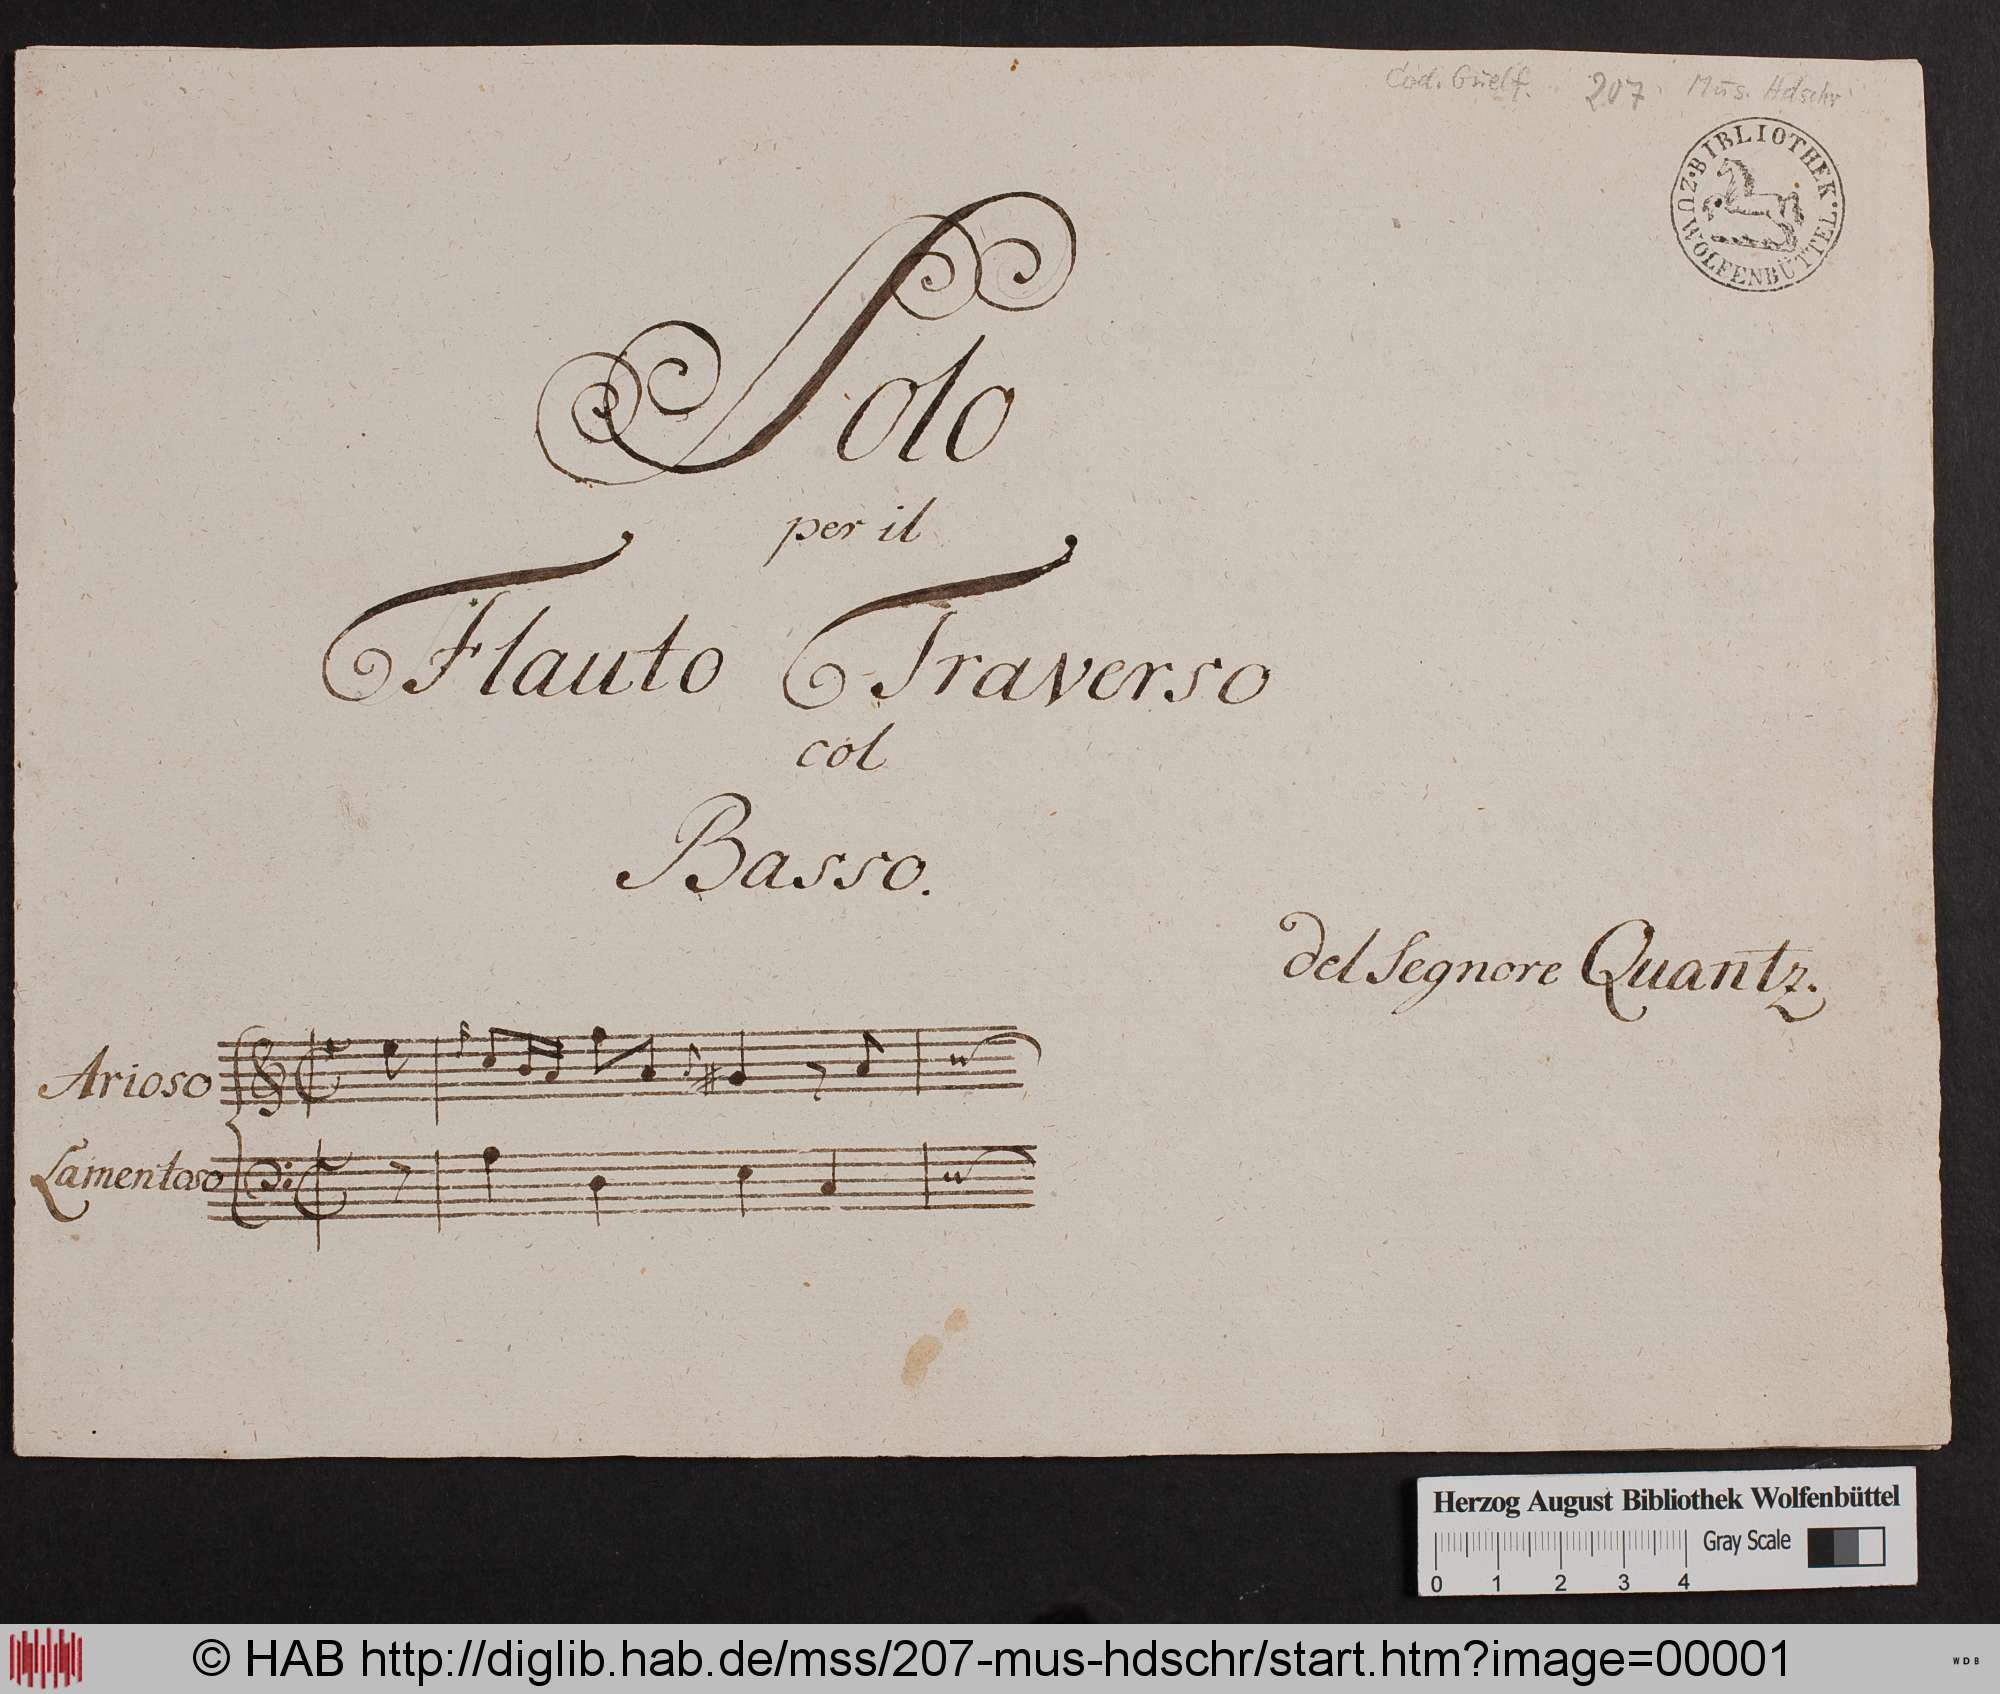 Cod. Guelf. 207 Mus. Hdschr
BIBLIOTHEK
ZU WOLFENBÜTTEL
Solo
per il
Flauto Traverso
col
Basso.
del Segnore Quantz.
Arioso
Lamentoso
Herzog August Bibliothek Wolfenbüttel
Gray Scale
0 1 2 3 4
© HAB http://diglib.hab.de/mss/207-mus-hdschr/start.htm?image=00001
WDB